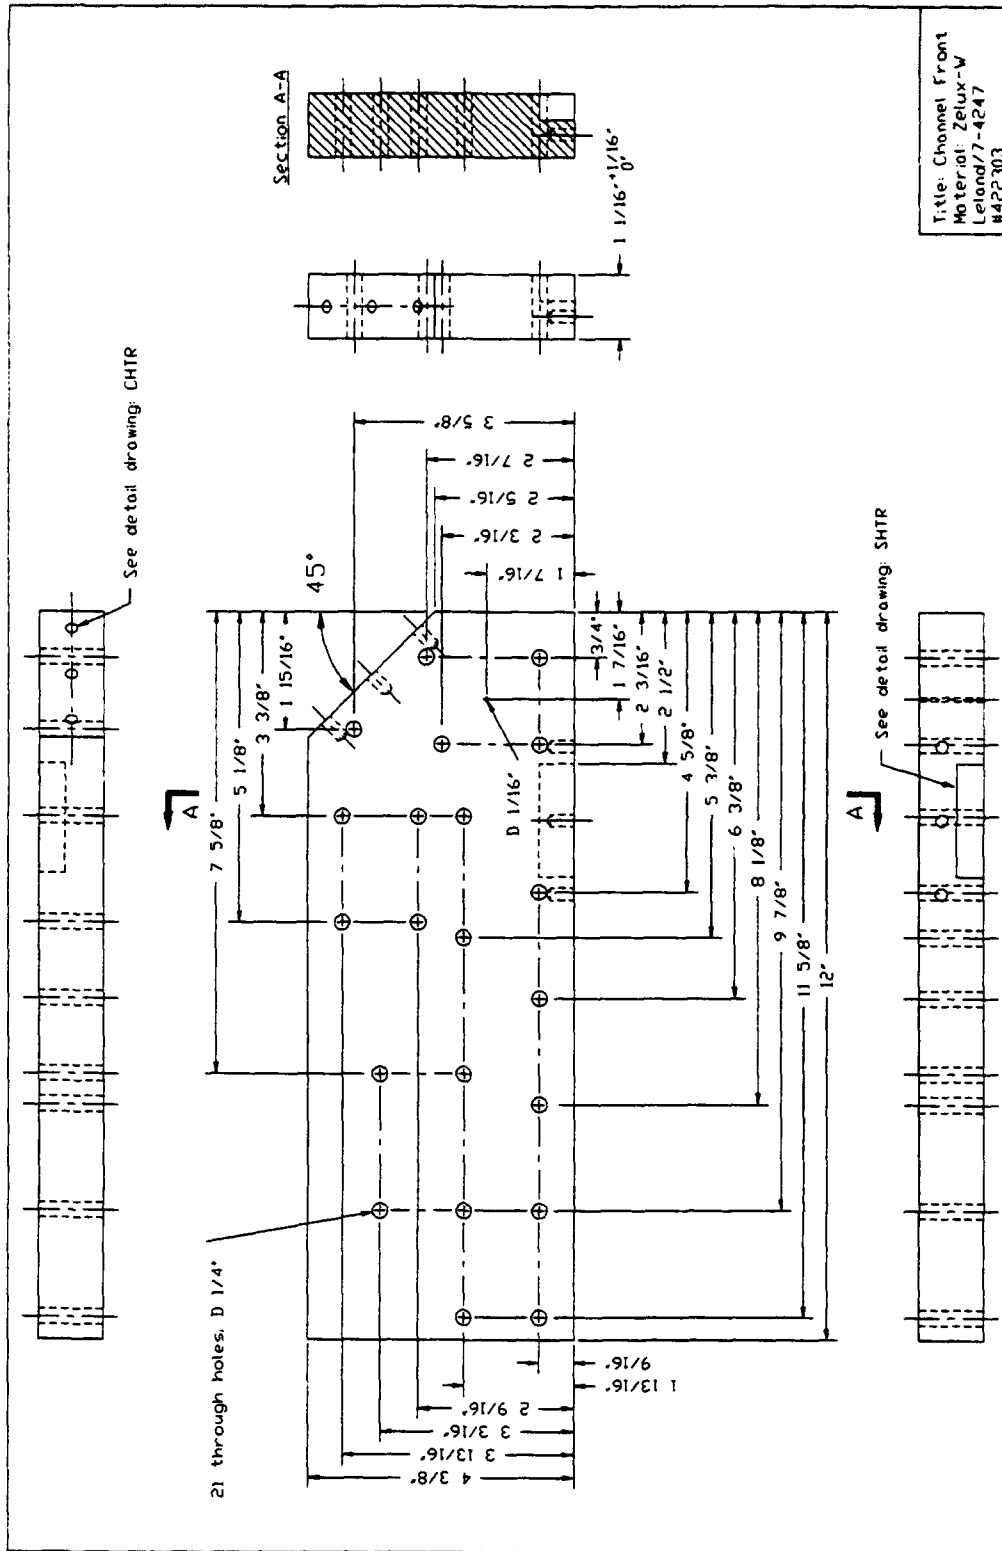 Section A-A
1 1/16" +1/16"
0"
Title: Channel Front
Material: Zelux-W
Leland/7-4247
#422303
See detail drawing: CHTR
45°
3 5/8"
2 7/16"
2 5/16"
2 3/16"
1 7/16"
1 15/16"
3 3/8"
5 1/8"
7 5/8"
A
A
D 1/16"
3/4"
1 7/16"
2 3/16"
2 1/2"
4 5/8"
5 3/8"
6 3/8"
8 1/8"
9 7/8"
11 5/8"
12"
See detail drawing: SHTR
21 through holes, D 1/4"
9/16"
1 13/16"
2 9/16"
3 3/16"
3 13/16"
4 3/8"